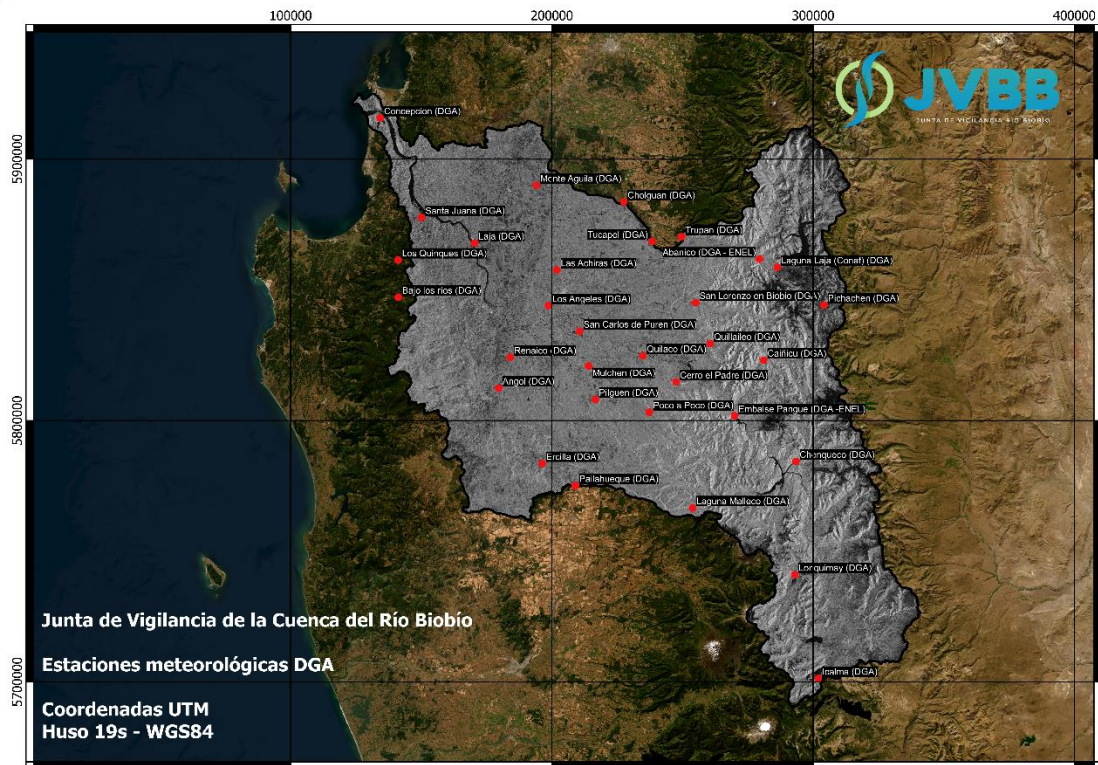 100000
200000
300000
400000
JVBB
JUNTA DE VIGILANCIA RÍO BIOBÍO
Concepcion (DGA)
5900000
Monte Aguila (DGA)
Cholguan (DGA)
Santa Juana (DGA)
Trupan (DGA)
Tucapel (DGA)
Laja (DGA)
Abanico (DGA - ENEL)
Los Quinques (DGA)
Laguna Laja (Conaf) (DGA)
Las Achiras (DGA)
Bajo los rios (DGA)
San Lorenzo en Biobio (DGA)
Pichachen (DGA)
Los Angeles (DGA)
San Carlos de Puren (DGA)
Quillaileo (DGA)
Renaico (DGA)
Quilaco (DGA)
Caiñicu (DGA)
Mulchen (DGA)
Cerro el Padre (DGA)
Angol (DGA)
Pilguen (DGA)
Poco a Poco (DGA)
Embalse Pangue (DGA -ENEL)
5800000
Ercilla (DGA)
Chenqueco (DGA)
Pailahueque (DGA)
Laguna Malleco (DGA)
Lonquimay (DGA)
Icalma (DGA)
5700000
Junta de Vigilancia de la Cuenca del Río Biobío
Estaciones meteorológicas DGA
Coordenadas UTM
Huso 19s - WGS84